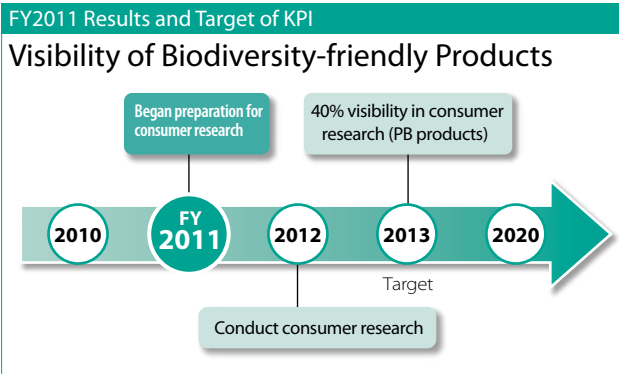 FY2011 Results and Target of KPI
Visibility of Biodiversity-friendly Products
Began preparation for
consumer research
40% visibility in consumer
research (PB products)
2010
FY
2011
2012
2013
2020
Target
Conduct consumer research